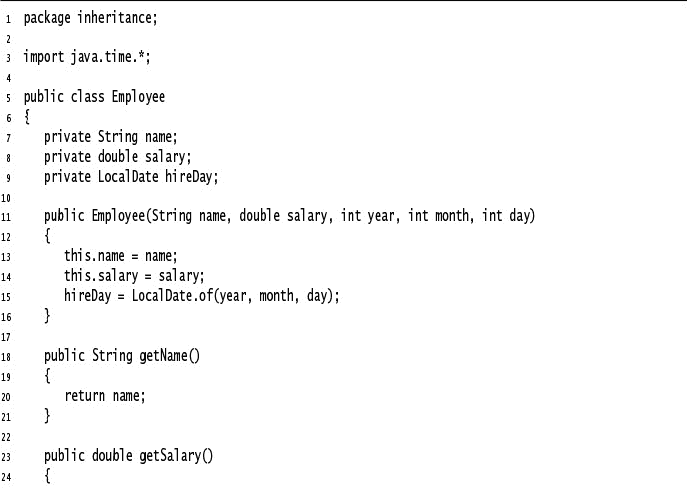 1 package inheritance;
2
3 import java.time.*;
4
5 public class Employee
6 {
7    private String name;
8    private double salary;
9    private LocalDate hireDay;
10
11    public Employee(String name, double salary, int year, int month, int day)
12    {
13       this.name = name;
14       this.salary = salary;
15       hireDay = LocalDate.of(year, month, day);
16    }
17
18    public String getName()
19    {
20       return name;
21    }
22
23    public double getSalary()
24    {